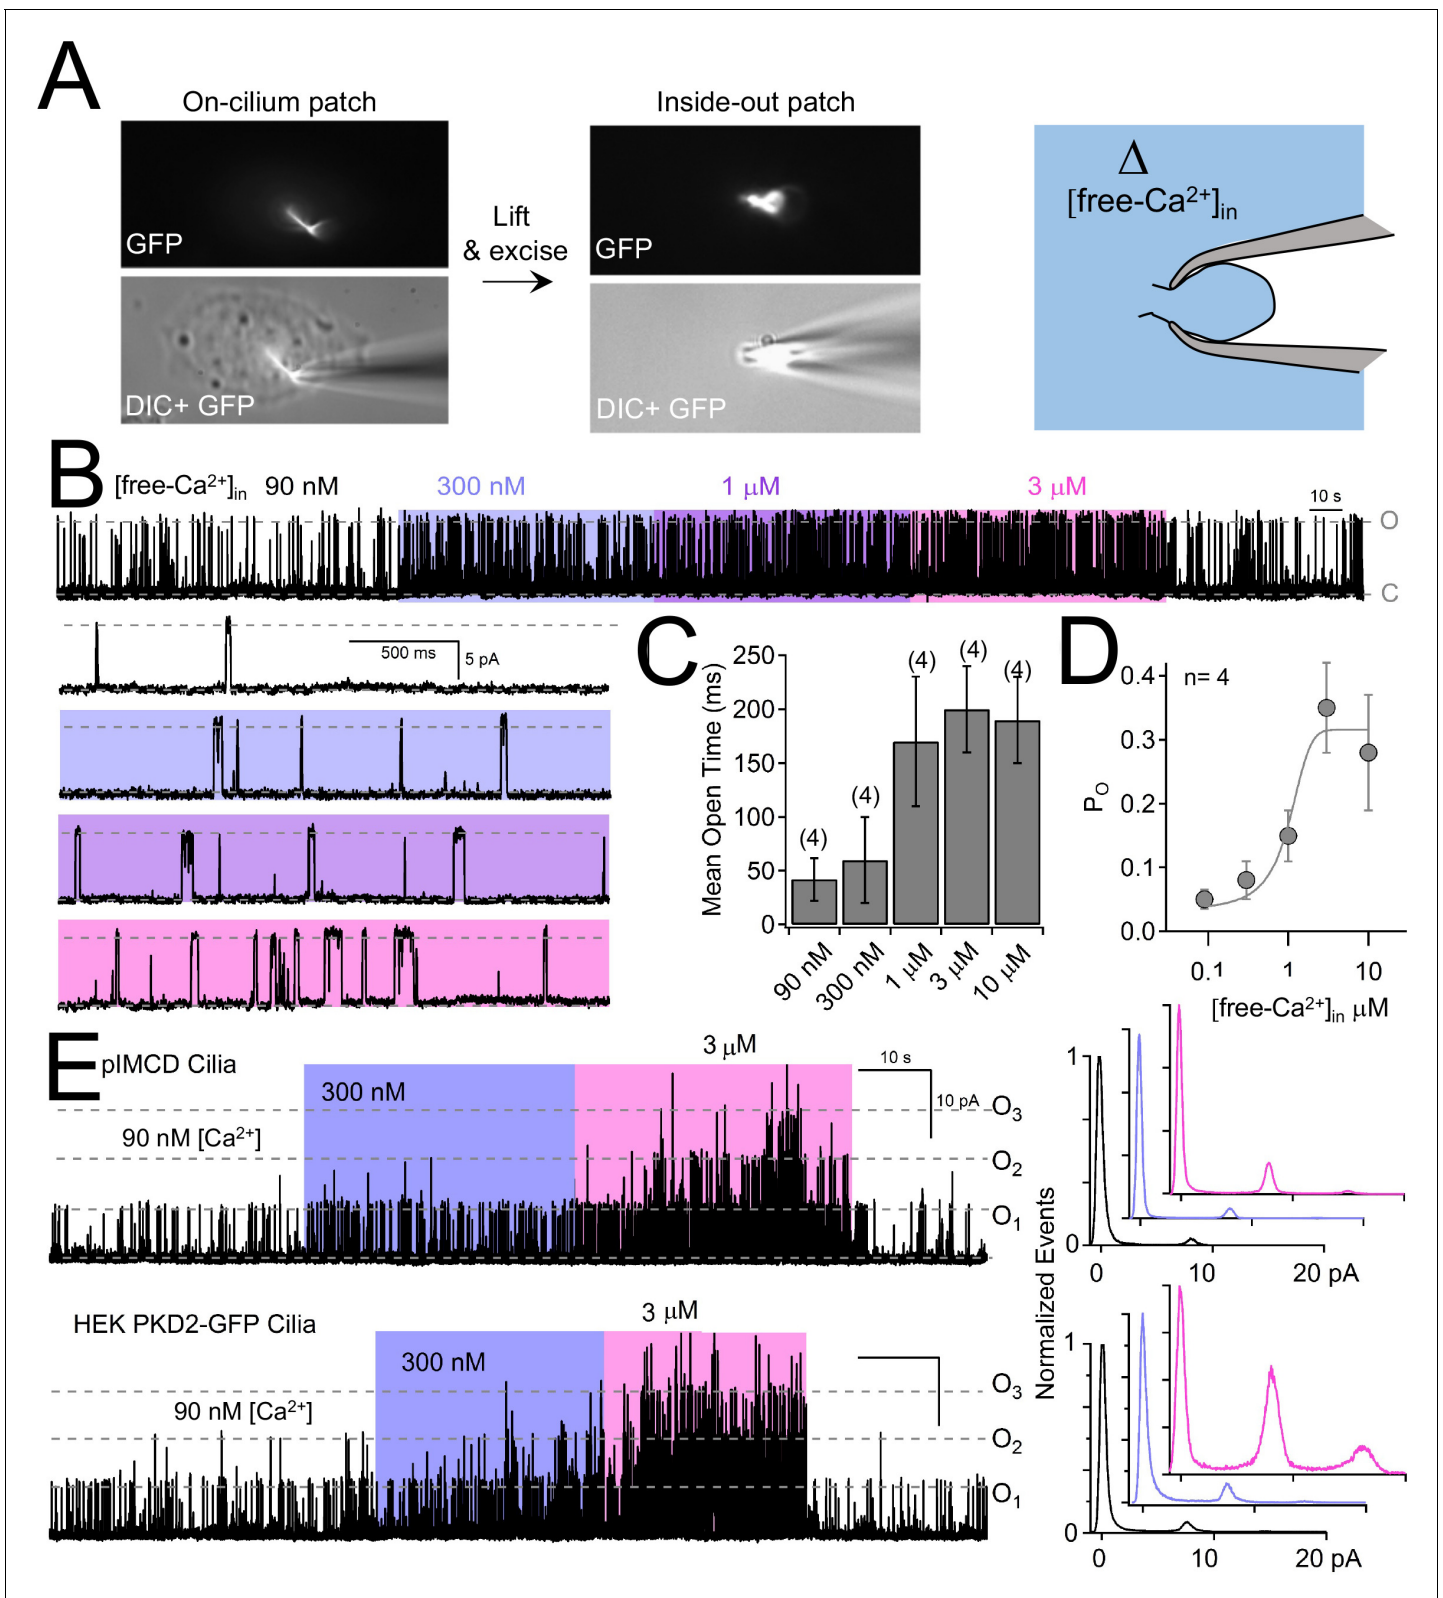 A
On-cilium patch
Inside-out patch
GFP
DIC+ GFP
Lift
& excise
GFP
DIC+ GFP
Δ
[free-Ca²⁺]in
B
[free-Ca²⁺]in 90 nM 300 nM 1 µM 3 µM
10 s
O
C
500 ms
5 pA
C
Mean Open Time (ms)
250
200
150
100
50
0
(4)
(4)
(4)
(4)
(4)
90 nM
300 nM
1 µM
3 µM
10 µM
D
n= 4
PO
0.4
0.3
0.2
0.1
0.0
0.1 1 10
[free-Ca²⁺]in µM
E
pIMCD Cilia
90 nM [Ca²⁺]
300 nM
3 µM
10 s
10 pA
O3
O2
O1
HEK PKD2-GFP Cilia
90 nM [Ca²⁺]
300 nM
3 µM
O3
O2
O1
Normalized Events
1
0
0 10 20 pA
1
0
0 10 20 pA